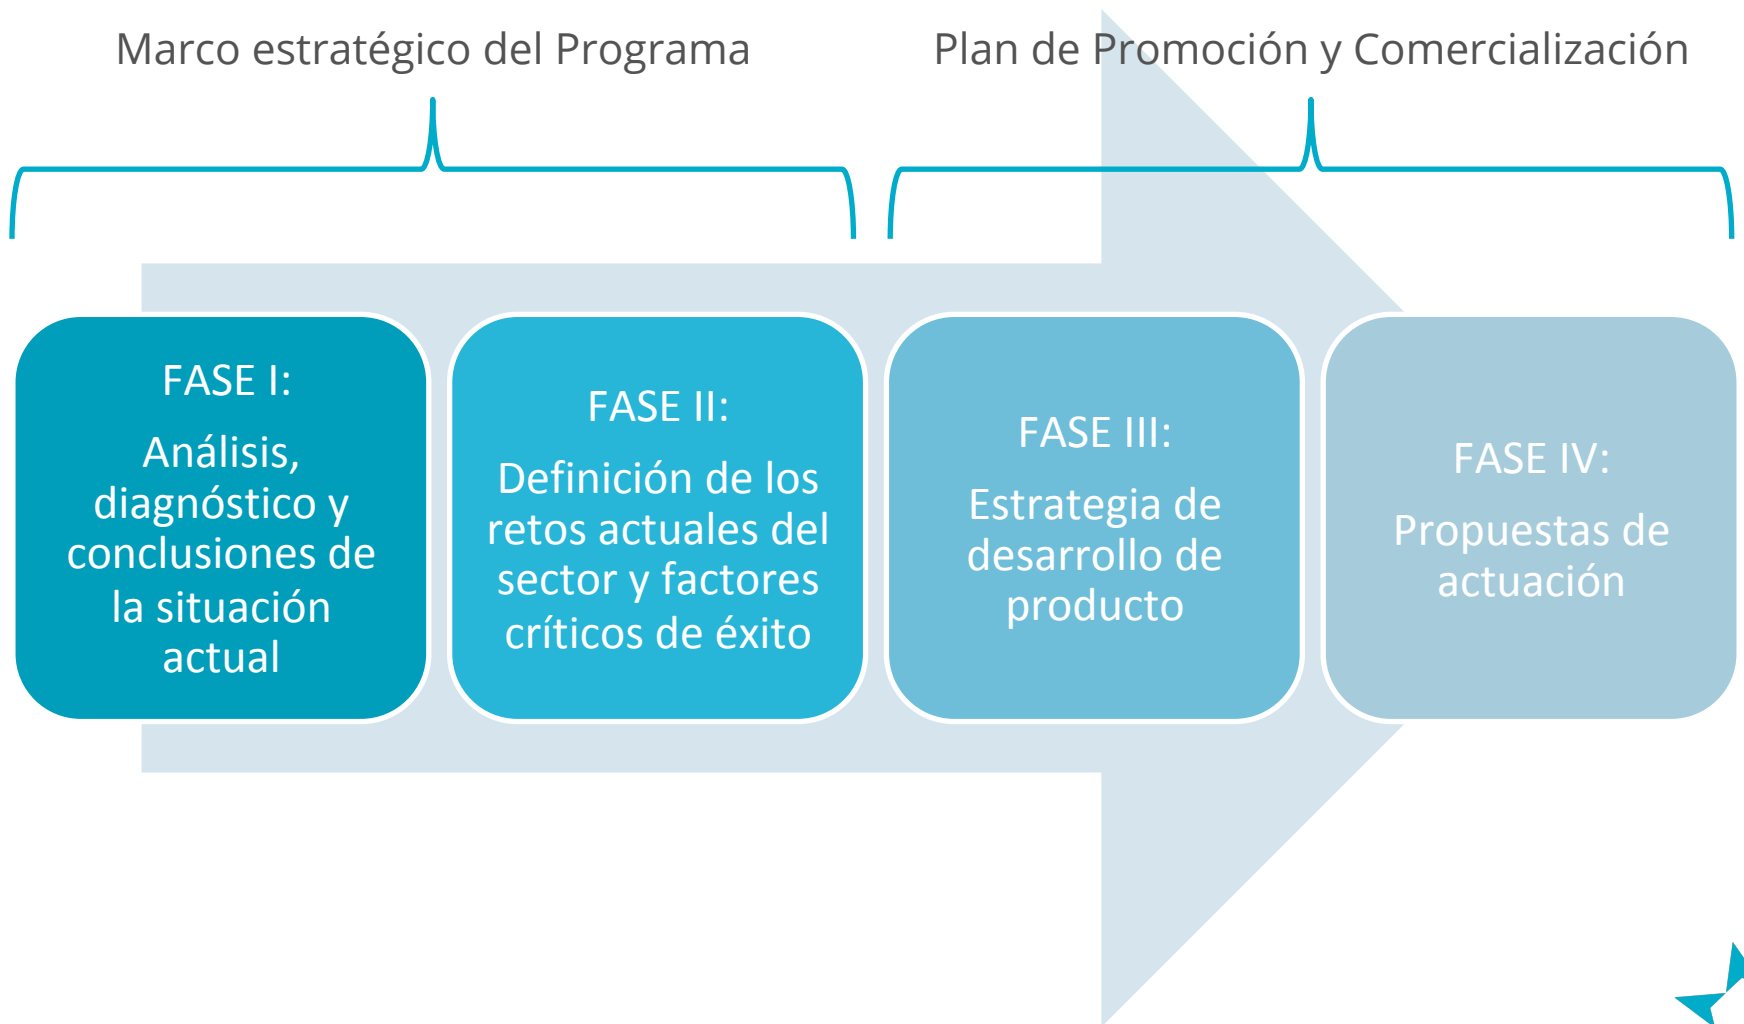 Marco estratégico del Programa
Plan de Promoción y Comercialización
FASE I:
Análisis,
diagnóstico y
conclusiones de
la situación
actual
FASE II:
Definición de los
retos actuales del
sector y factores
críticos de éxito
FASE III:
Estrategia de
desarrollo de
producto
FASE IV:
Propuestas de
actuación